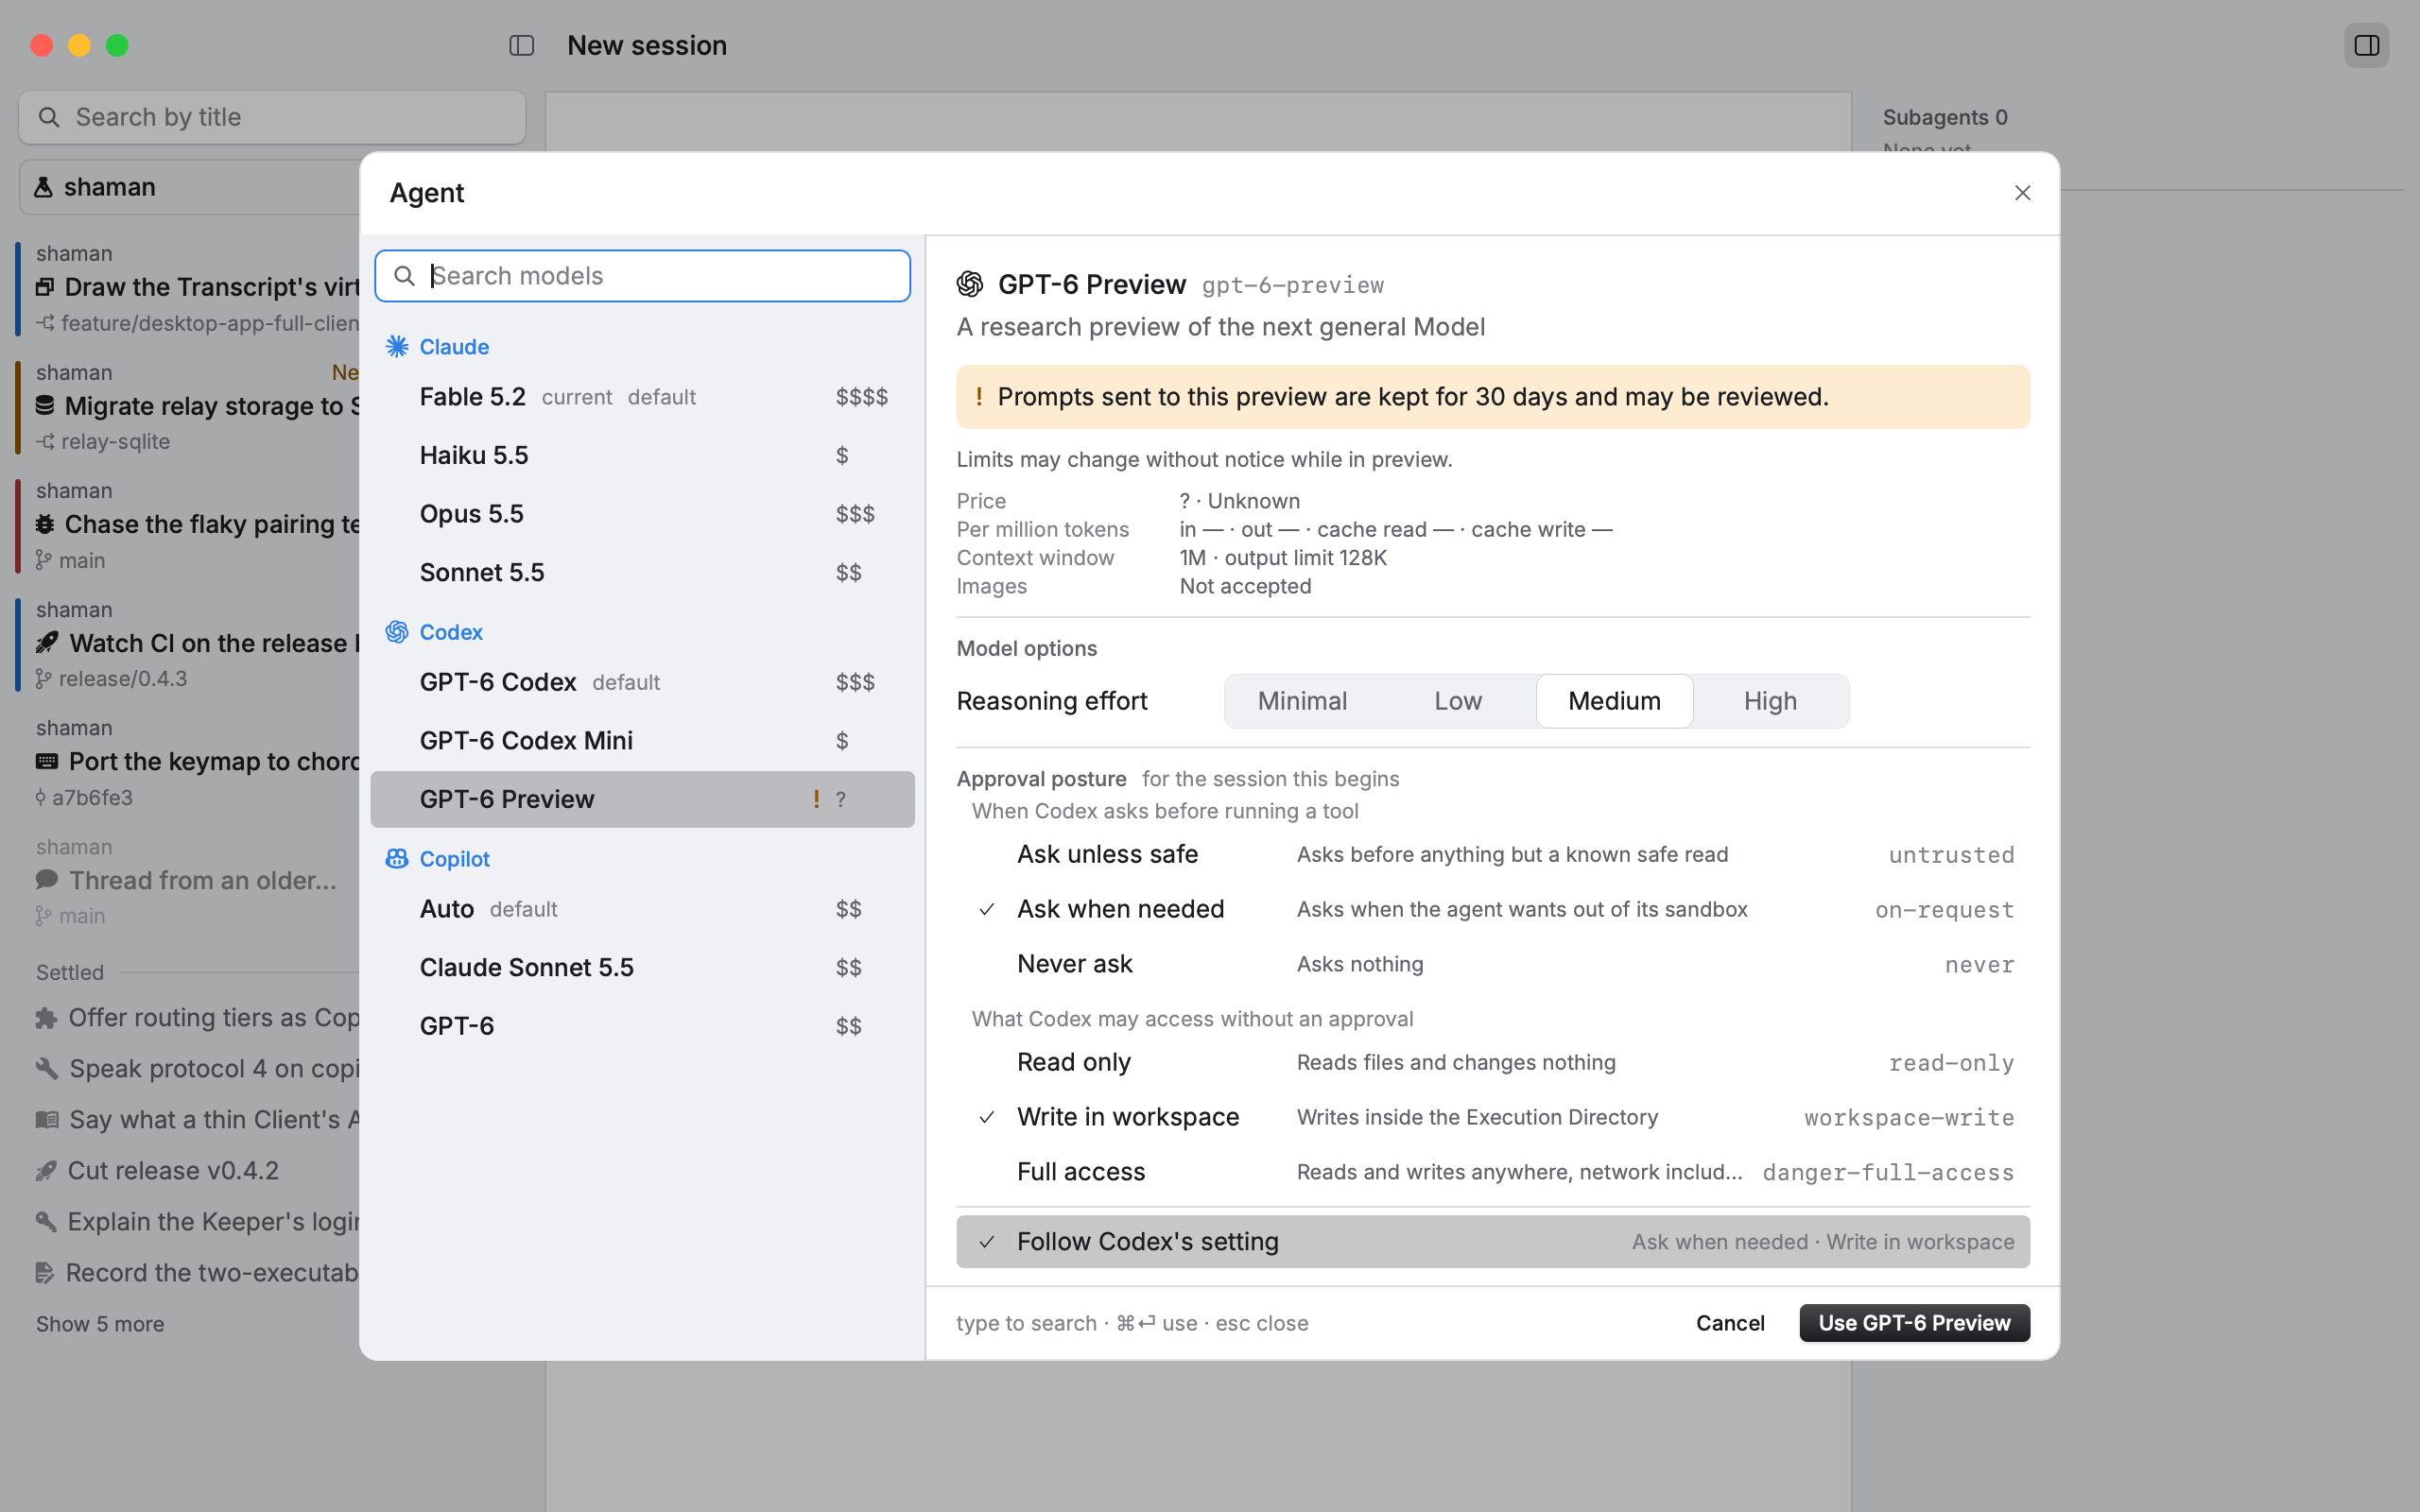 New session
Search by title
Subagents 0
shaman
Agent
shaman
Draw the Transcript's virt
feature/desktop-app-full-clien
shaman
Ne
Migrate relay storage to S
relay-sqlite
shaman
Chase the flaky pairing te
main
shaman
Watch CI on the release
release/0.4.3
shaman
Port the keymap to chord
a7b6fe3
shaman
Thread from an older...
main
Settled
Offer routing tiers as Cop
Speak protocol 4 on copi
Say what a thin Client's A
Cut release v0.4.2
Explain the Keeper's login
Record the two-executab
Show 5 more
Search models
Claude
Fable 5.2 current default $$$$
Haiku 5.5 $
Opus 5.5 $$$
Sonnet 5.5 $$
Codex
GPT-6 Codex default $$$
GPT-6 Codex Mini $
GPT-6 Preview ! ?
Copilot
Auto default $$
Claude Sonnet 5.5 $$
GPT-6 $$
GPT-6 Preview gpt-6-preview
A research preview of the next general Model
! Prompts sent to this preview are kept for 30 days and may be reviewed.
Limits may change without notice while in preview.
Price ? · Unknown
Per million tokens in — · out — · cache read — · cache write —
Context window 1M · output limit 128K
Images Not accepted
Model options
Reasoning effort Minimal Low Medium High
Approval posture for the session this begins
When Codex asks before running a tool
Ask unless safe Asks before anything but a known safe read untrusted
Ask when needed Asks when the agent wants out of its sandbox on-request
Never ask Asks nothing never
What Codex may access without an approval
Read only Reads files and changes nothing read-only
Write in workspace Writes inside the Execution Directory workspace-write
Full access Reads and writes anywhere, network includ... danger-full-access
Follow Codex's setting Ask when needed · Write in workspace
type to search · ⌘⏎ use · esc close
Cancel
Use GPT-6 Preview